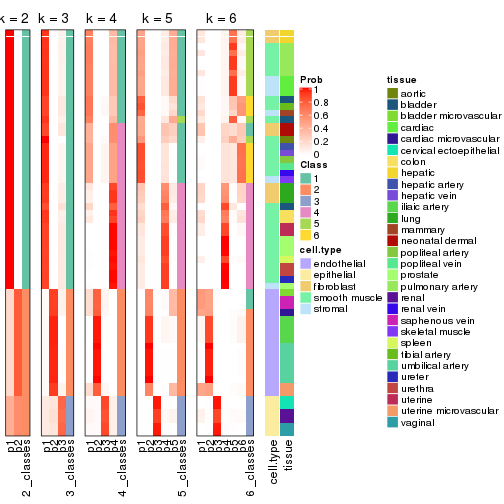 k = 2 k = 3 k = 4 k = 5 k = 6
Prob
1
0.8
0.6
0.4
0.2
0
Class
1
2
3
4
5
6
cell.type
endothelial
epithelial
fibroblast
smooth muscle
stromal
tissue
aortic
bladder
bladder microvascular
cardiac
cardiac microvascular
cervical ectoepithelial
colon
hepatic
hepatic artery
hepatic vein
iliaic artery
lung
mammary
neonatal dermal
popliteal artery
popliteal vein
prostate
pulmonary artery
renal
renal vein
saphenous vein
skeletal muscle
spleen
tibial artery
umbilical artery
ureter
urethra
uterine
uterine microvascular
vaginal
p1
p2
2_classes
p1
p2
p3
3_classes
p1
p2
p3
p4
4_classes
p1
p2
p3
p4
p5
5_classes
p1
p2
p3
p4
p5
p6
6_classes
cell.type
tissue